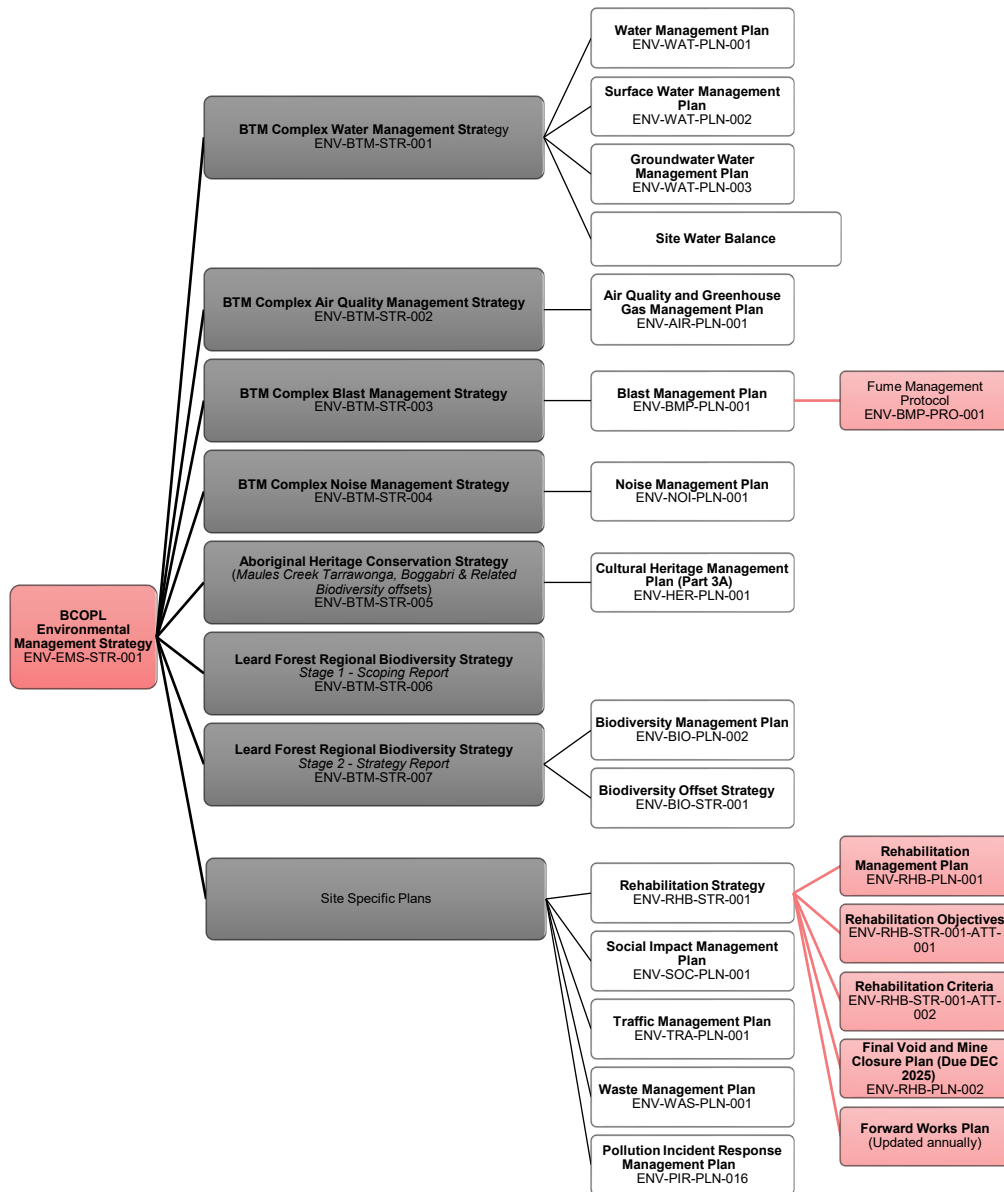 BCOPL
Environmental
Management Strategy
ENV-EMS-STR-001
BTM Complex Water Management Strategy
ENV-BTM-STR-001
Water Management Plan
ENV-WAT-PLN-001
Surface Water Management
Plan
ENV-WAT-PLN-002
Groundwater Water
Management Plan
ENV-WAT-PLN-003
Site Water Balance
BTM Complex Air Quality Management Strategy
ENV-BTM-STR-002
Air Quality and Greenhouse
Gas Management Plan
ENV-AIR-PLN-001
BTM Complex Blast Management Strategy
ENV-BTM-STR-003
Blast Management Plan
ENV-BMP-PLN-001
Fume Management
Protocol
ENV-BMP-PRO-001
BTM Complex Noise Management Strategy
ENV-BTM-STR-004
Noise Management Plan
ENV-NOI-PLN-001
Aboriginal Heritage Conservation Strategy
(Maules Creek Tarrawonga, Boggabri & Related
Biodiversity offsets)
ENV-BTM-STR-005
Cultural Heritage Management
Plan (Part 3A)
ENV-HER-PLN-001
Leard Forest Regional Biodiversity Strategy
Stage 1 - Scoping Report
ENV-BTM-STR-006
Leard Forest Regional Biodiversity Strategy
Stage 2 - Strategy Report
ENV-BTM-STR-007
Biodiversity Management Plan
ENV-BIO-PLN-002
Biodiversity Offset Strategy
ENV-BIO-STR-001
Site Specific Plans
Rehabilitation Strategy
ENV-RHB-STR-001
Rehabilitation
Management Plan
ENV-RHB-PLN-001
Rehabilitation Objectives
ENV-RHB-STR-001-ATT-
001
Rehabilitation Criteria
ENV-RHB-STR-001-ATT-
002
Final Void and Mine
Closure Plan (Due DEC
2025)
ENV-RHB-PLN-002
Forward Works Plan
(Updated annually)
Social Impact Management
Plan
ENV-SOC-PLN-001
Traffic Management Plan
ENV-TRA-PLN-001
Waste Management Plan
ENV-WAS-PLN-001
Pollution Incident Response
Management Plan
ENV-PIR-PLN-016